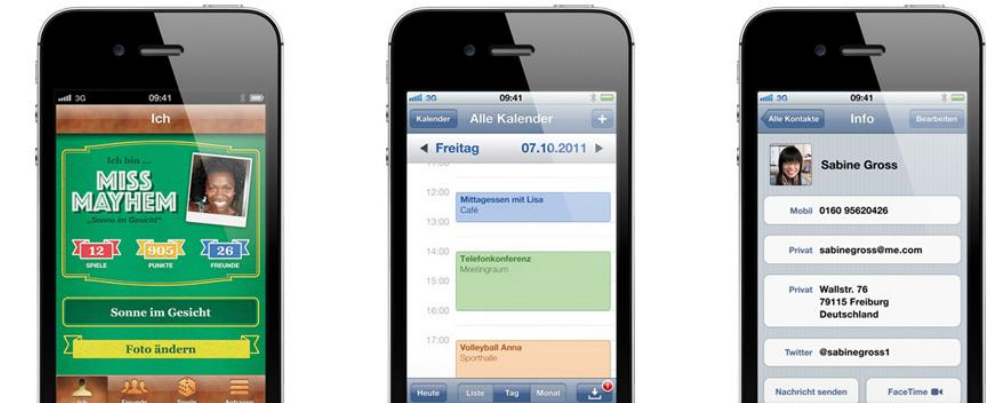 3G 09:41
Ich
Ich bin ...
MISS
MAYHEM
„Sonne im Gesicht“
12 905 26
SPIELE PUNKTE FREUNDE
Sonne im Gesicht
Foto ändern
Ich Freunde Spiele Anfragen
3G 09:41
Kalender Alle Kalender +
Freitag 07.10.2011
12:00
Mittagessen mit Lisa
Café
13:00
14:00
Telefonkonferenz
Meetingraum
15:00
16:00
17:00
Volleyball Anna
Sporthalle
Heute Liste Tag Monat
3G 09:41
Alle Kontakte Info Bearbeiten
Sabine Gross
Mobil 0160 95620426
Privat sabinegross@me.com
Privat Wallstr. 76
79115 Freiburg
Deutschland
Twitter @sabinegross1
Nachricht senden FaceTime